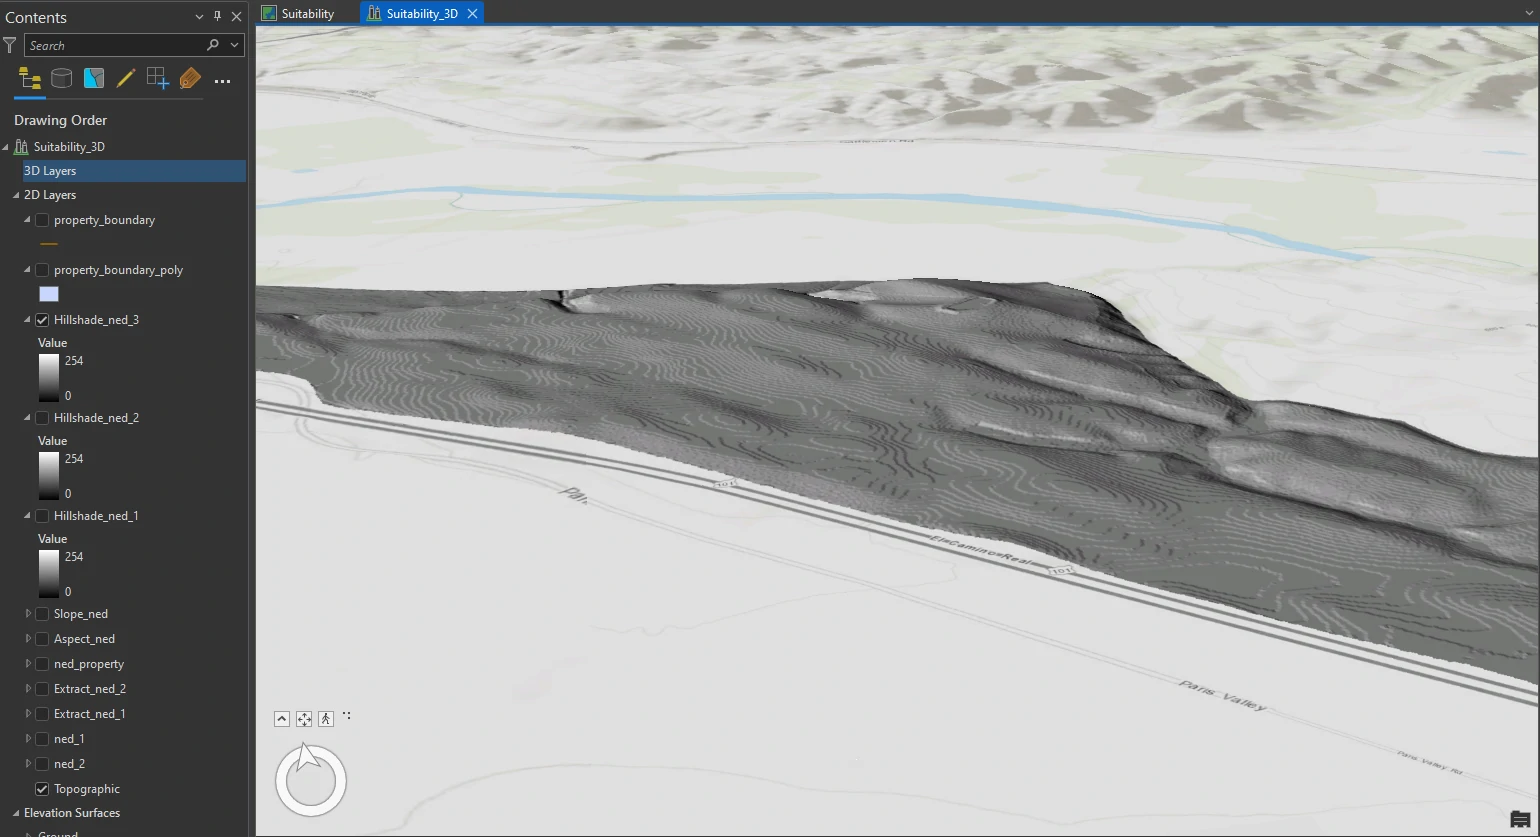 Contents
Suitability
Suitability_3D
Search
Drawing Order
Suitability_3D
3D Layers
2D Layers
property_boundary
property_boundary_poly
Hillshade_ned_3
Value
254
0
Hillshade_ned_2
Value
254
0
Hillshade_ned_1
Value
254
0
Slope_ned
Aspect_ned
ned_property
Extract_ned_2
Extract_ned_1
ned_1
ned_2
Topographic
Elevation Surfaces
Ground
101
El Camino Real
101
Paris Valley
Paris Valley Rd